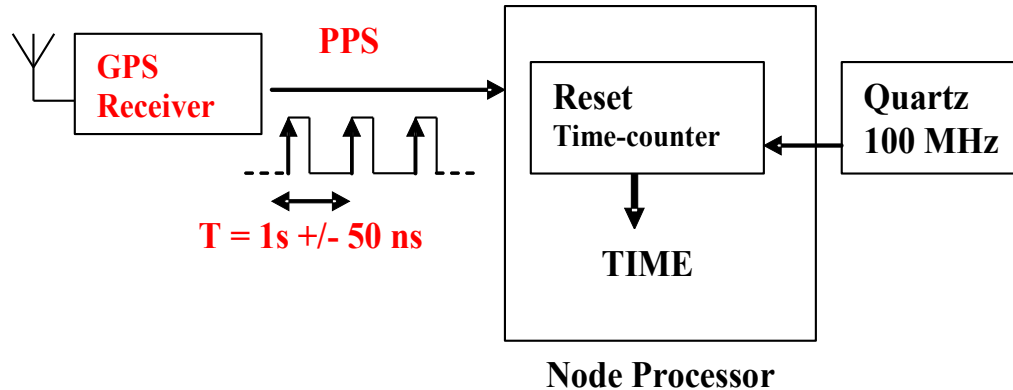 GPS
Receiver
PPS
T = 1s +/- 50 ns
Reset
Time-counter
TIME
Quartz
100 MHz
Node Processor